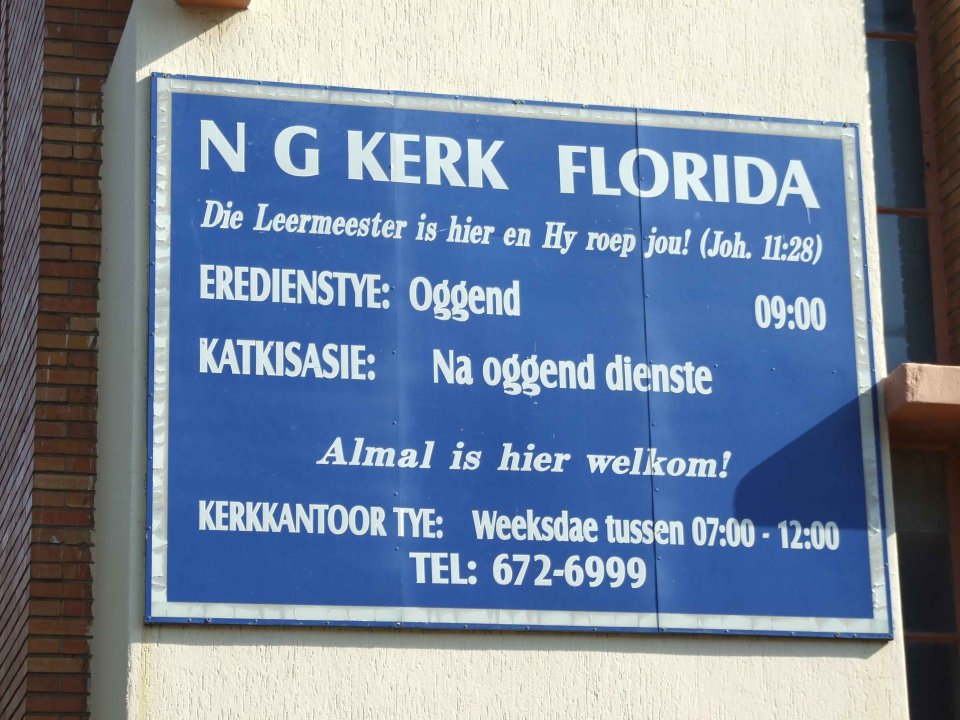 N G KERK FLORIDA
Die Leermeester is hier en Hy roep jou! (Joh. 11:28)
EREDIENSTYE: Oggend 09:00
KATKISASIE: Na oggend dienste
Almal is hier welkom!
KERKKANTOOR TYE: Weeksdae tussen 07:00 - 12:00
TEL: 672-6999